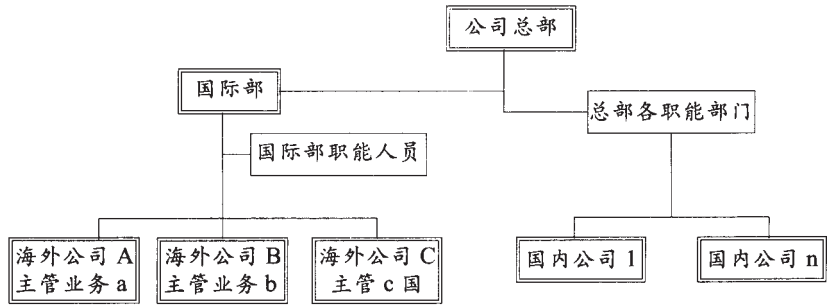 公司总部
国际部
总部各职能部门
国际部职能人员
海外公司 A
主管业务 a
海外公司 B
主管业务 b
海外公司 C
主管 c 国
国内公司 1
国内公司 n